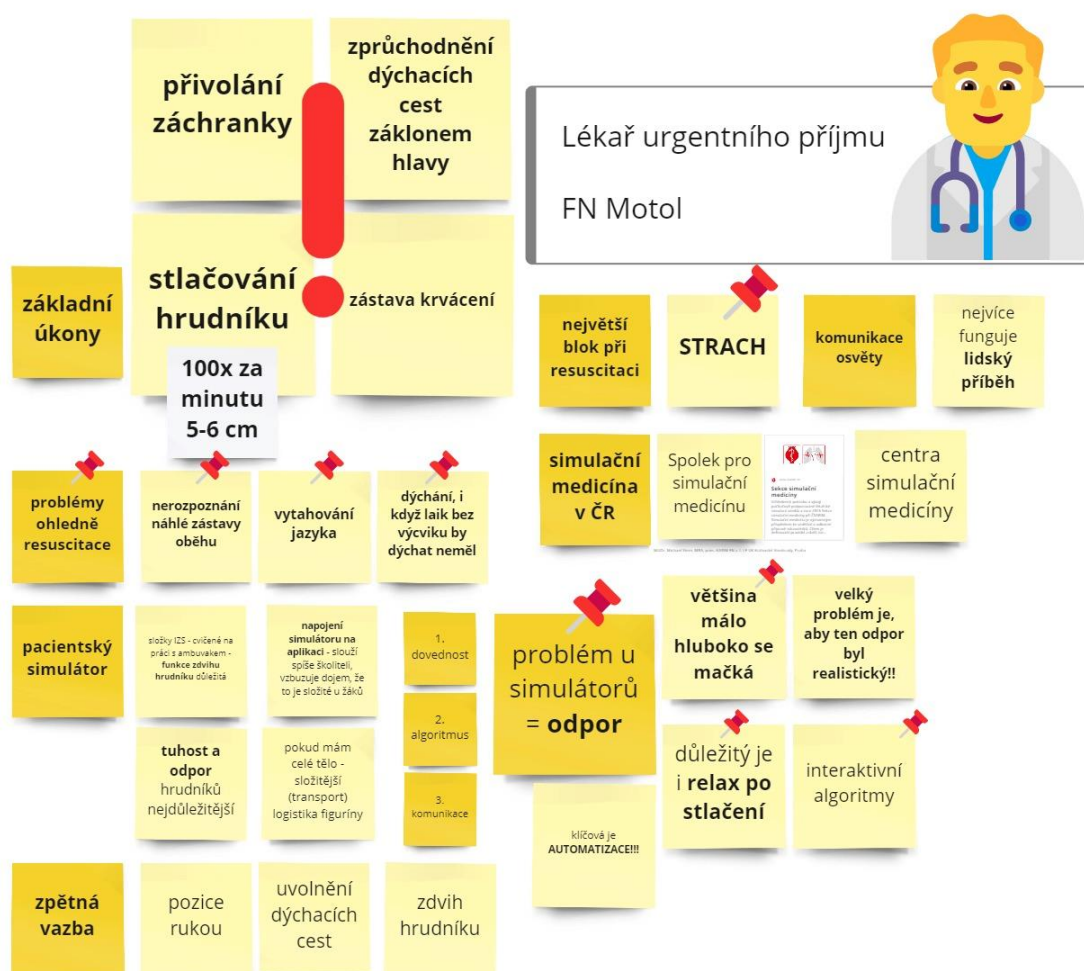 přivolání
záchranky
zprůchodnění
dýchacích
cest
záklonem
hlavy
Lékař urgentního příjmu
FN Motol
základní
úkony
stlačování
hrudníku
100x za
minutu
5-6 cm
zástava krvácení
největší
blok při
resuscitaci
STRACH
komunikace
osvěty
nejvíce
funguje
lidský
příběh
simulační
medicína
v ČR
Spolek pro
simulační
medicínu
Sekce simulační
medicíny
centra
simulační
medicíny
problémy
ohledně
resuscitace
nerozpoznání
náhlé zástavy
oběhu
vytahování
jazyka
dýchání, i
když laik bez
výcviku by
dýchat neměl
pacientský
simulátor
složky IZS - cvičené na
práci s ambuvakem -
funkce zdvihu
hrudníku důležitá
napojení
simulátoru na
aplikaci - slouží
spíše školiteli,
vzbuzuje dojem, že
to je složité u žáků
1.
dovednost
2.
algoritmus
3.
komunikace
tuhost a
odpor
hrudníků
nejdůležitější
pokud mám
celé tělo -
složitější
(transport)
logistika figuríny
problém u
simulátorů
= odpor
většina
málo
hluboko se
mačká
velký
problém je,
aby ten odpor
byl
realistický!!
důležitý je
i relax po
stlačení
interaktivní
algoritmy
klíčová je
AUTOMATIZACE!!!
zpětná
vazba
pozice
rukou
uvolnění
dýchacích
cest
zdvih
hrudníku